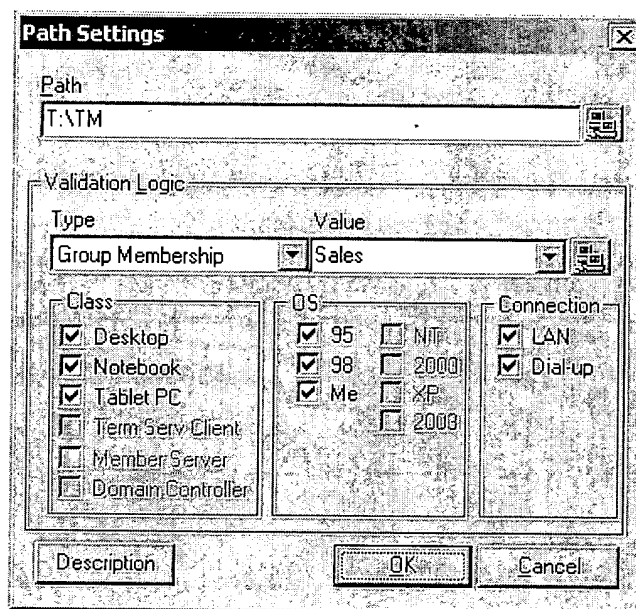 Path Settings
Path
T:\TM
Validation Logic
Type Value
Group Membership Sales
Class OS Connection
Desktop 95 NT LAN
Notebook 98 2000 Dial-up
Tablet PC Me XP
Term Serv Client 2003
Member Server
Domain Controller
Description OK Cancel